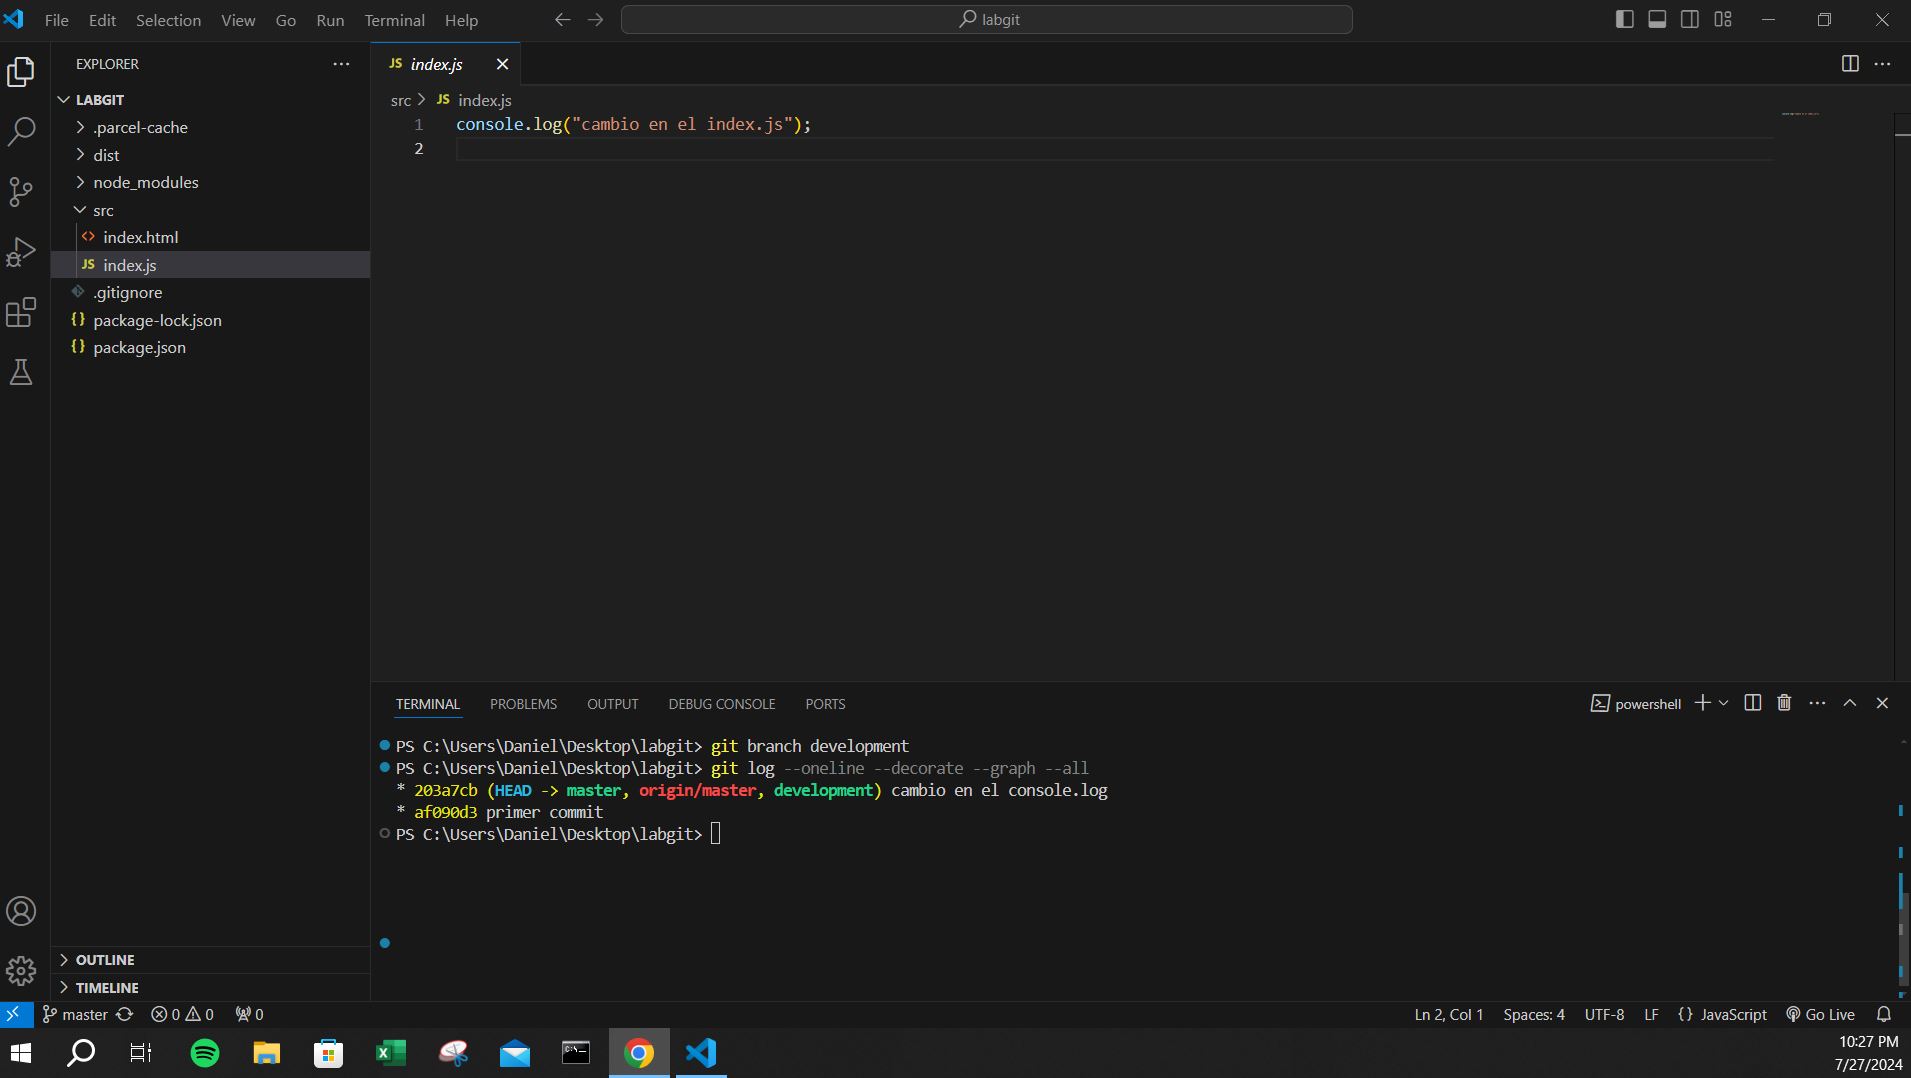 File Edit Selection View Go Run Terminal Help
labgit
EXPLORER
LABGIT
.parcel-cache
dist
node_modules
src
index.html
JS index.js
.gitignore
{} package-lock.json
{} package.json
OUTLINE
TIMELINE
JS index.js
src > JS index.js
1 console.log("cambio en el index.js");
2
TERMINAL PROBLEMS OUTPUT DEBUG CONSOLE PORTS
powershell
PS C:\Users\Daniel\Desktop\labgit> git branch development
PS C:\Users\Daniel\Desktop\labgit> git log --oneline --decorate --graph --all
* 203a7cb (HEAD -> master, origin/master, development) cambio en el console.log
* af090d3 primer commit
PS C:\Users\Daniel\Desktop\labgit>
master 0 0 0 Ln 2, Col 1 Spaces: 4 UTF-8 LF {} JavaScript Go Live
10:27 PM
7/27/2024